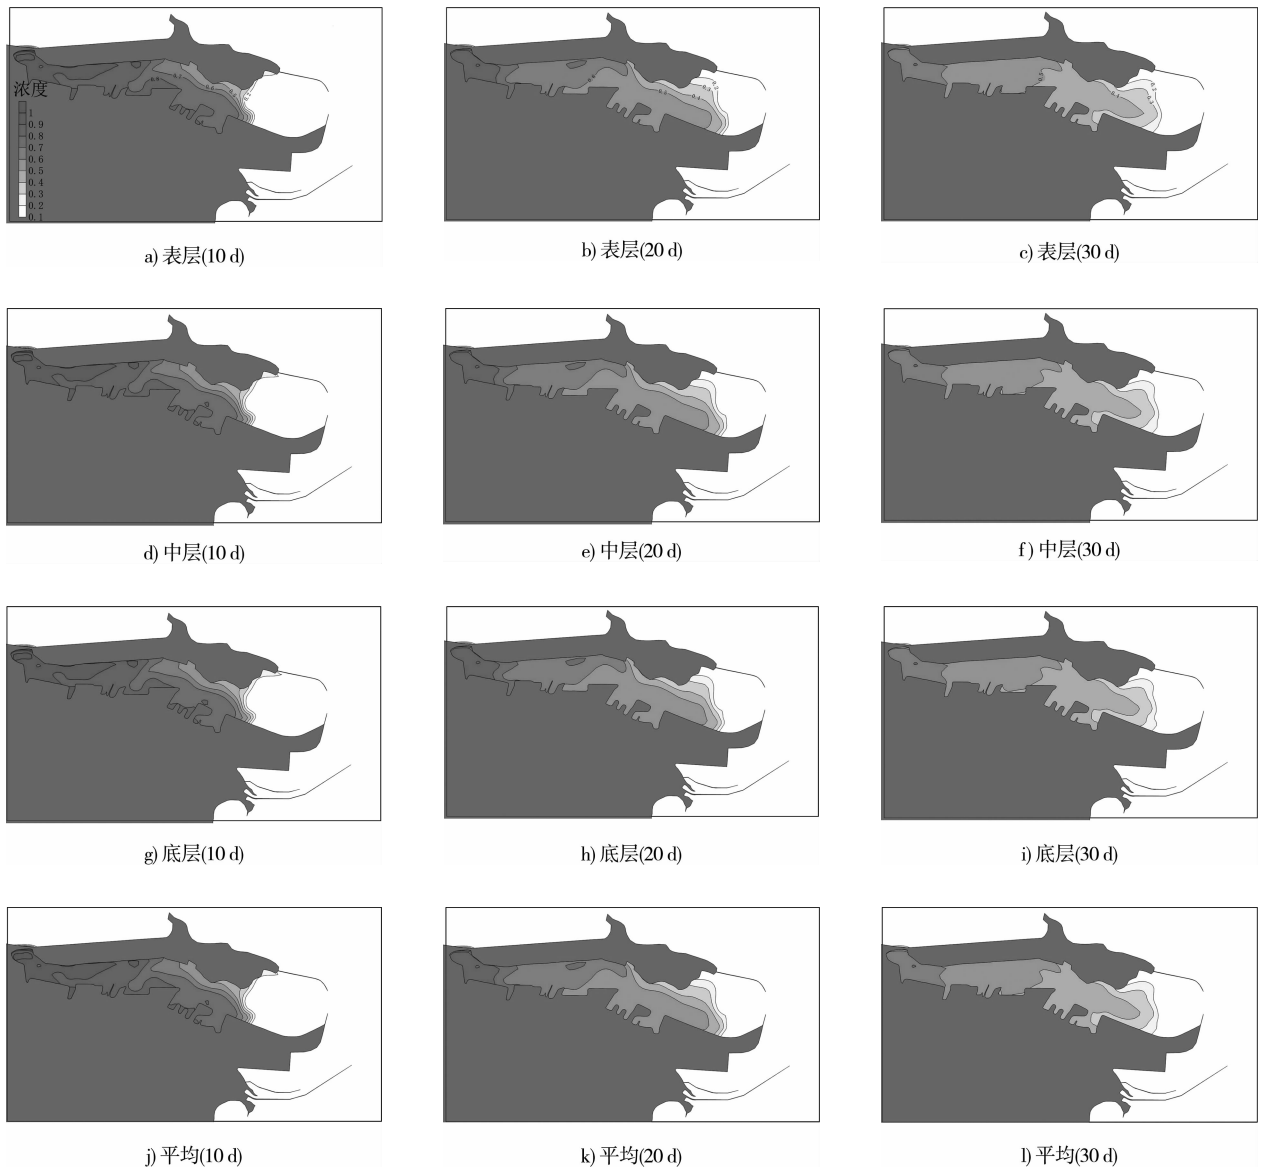 浓度
1
0.9
0.8
0.7
0.6
0.5
0.4
0.3
0.2
0.1
a) 表层(10 d)
b) 表层(20 d)
c) 表层(30 d)
d) 中层(10 d)
e) 中层(20 d)
f) 中层(30 d)
g) 底层(10 d)
h) 底层(20 d)
i) 底层(30 d)
j) 平均(10 d)
k) 平均(20 d)
l) 平均(30 d)